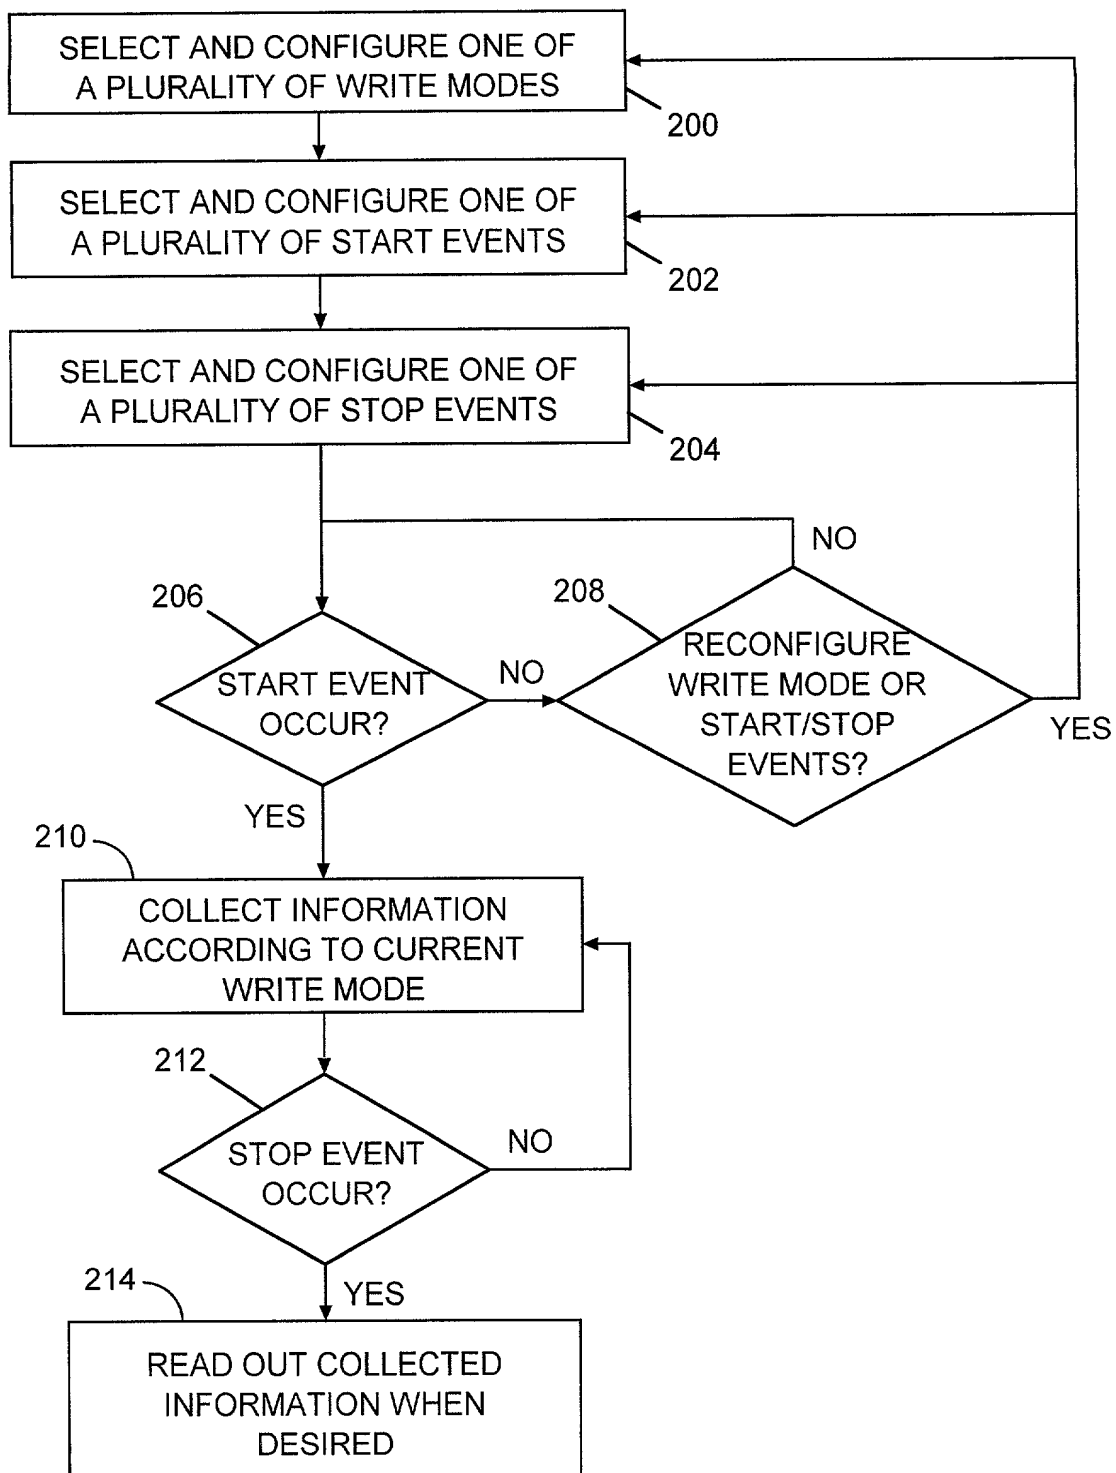 SELECT AND CONFIGURE ONE OF
A PLURALITY OF WRITE MODES
200
SELECT AND CONFIGURE ONE OF
A PLURALITY OF START EVENTS
202
SELECT AND CONFIGURE ONE OF
A PLURALITY OF STOP EVENTS
204
NO
206
208
START EVENT
OCCUR?
NO
RECONFIGURE
WRITE MODE OR
START/STOP
EVENTS?
YES
YES
210
COLLECT INFORMATION
ACCORDING TO CURRENT
WRITE MODE
212
STOP EVENT
OCCUR?
NO
YES
214
READ OUT COLLECTED
INFORMATION WHEN
DESIRED